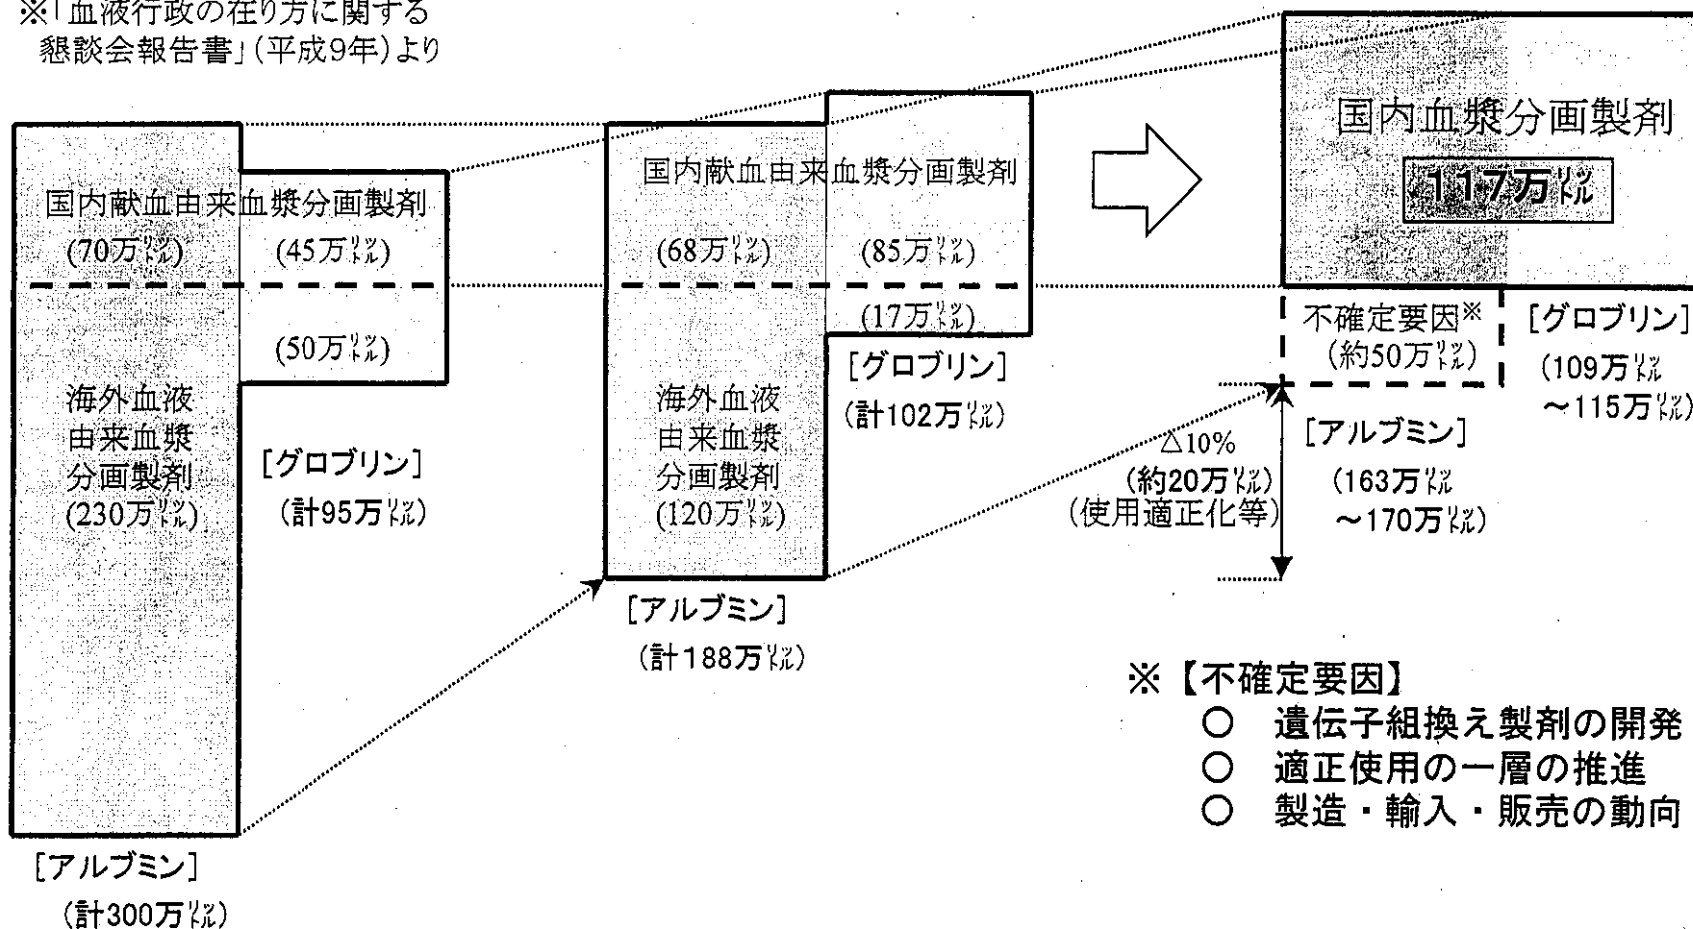 ※「血液行政の在り方に関する
懇談会報告書」(平成9年)より
国内献血由来血漿分画製剤
(70万リットル)
(45万リットル)
(50万リットル)
海外血液
由来血漿
分画製剤
(230万リットル)
[グロブリン]
(計95万リットル)
[アルブミン]
(計300万リットル)
国内献血由来血漿分画製剤
(68万リットル)
(85万リットル)
(17万リットル)
海外血液
由来血漿
分画製剤
(120万リットル)
[グロブリン]
(計102万リットル)
[アルブミン]
(計188万リットル)
国内血漿分画製剤
117万リットル
不確定要因※
(約50万リットル)
[グロブリン]
(109万リットル
～115万リットル)
△10%
(約20万リットル)
(使用適正化等)
[アルブミン]
(163万リットル
～170万リットル)
※【不確定要因】
○ 遺伝子組換え製剤の開発
○ 適正使用の一層の推進
○ 製造・輸入・販売の動向